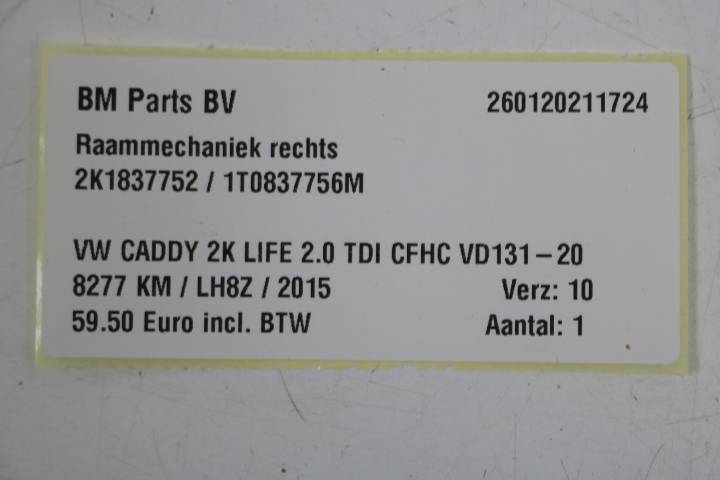 BM Parts BV 260120211724
Raammechaniek rechts
2K1837752 / 1T0837756M
VW CADDY 2K LIFE 2.0 TDI CFHC VD131-20
8277 KM / LH8Z / 2015 Verz: 10
59.50 Euro incl. BTW Aantal: 1